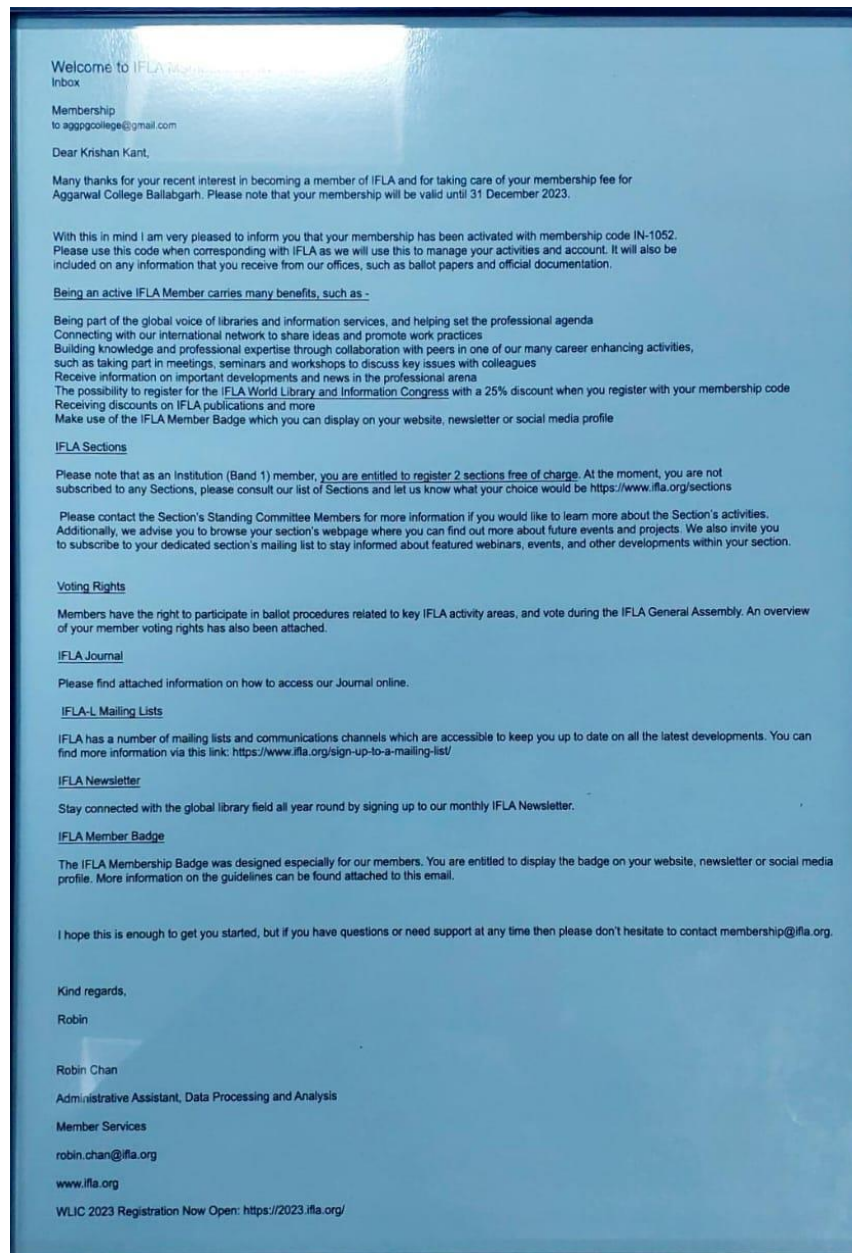 Welcome to IFLA
Inbox
Membership
to aggpgcollege@gmail.com
Dear Krishan Kant,
Many thanks for your recent interest in becoming a member of IFLA and for taking care of your membership fee for
Aggarwal College Ballabgarh. Please note that your membership will be valid until 31 December 2023.
With this in mind I am very pleased to inform you that your membership has been activated with membership code IN-1052.
Please use this code when corresponding with IFLA as we will use this to manage your activities and account. It will also be
included on any information that you receive from our offices, such as ballot papers and official documentation.
Being an active IFLA Member carries many benefits, such as -
Being part of the global voice of libraries and information services, and helping set the professional agenda
Connecting with our international network to share ideas and promote work practices
Building knowledge and professional expertise through collaboration with peers in one of our many career enhancing activities,
such as taking part in meetings, seminars and workshops to discuss key issues with colleagues
Receive information on important developments and news in the professional arena
The possibility to register for the IFLA World Library and Information Congress with a 25% discount when you register with your membership code
Receiving discounts on IFLA publications and more
Make use of the IFLA Member Badge which you can display on your website, newsletter or social media profile
IFLA Sections
Please note that as an Institution (Band 1) member, you are entitled to register 2 sections free of charge. At the moment, you are not
subscribed to any Sections, please consult our list of Sections and let us know what your choice would be https://www.ifla.org/sections
Please contact the Section's Standing Committee Members for more information if you would like to learn more about the Section's activities.
Additionally, we advise you to browse your section's webpage where you can find out more about future events and projects. We also invite you
to subscribe to your dedicated section's mailing list to stay informed about featured webinars, events, and other developments within your section.
Voting Rights
Members have the right to participate in ballot procedures related to key IFLA activity areas, and vote during the IFLA General Assembly. An overview
of your member voting rights has also been attached.
IFLA Journal
Please find attached information on how to access our Journal online.
IFLA-L Mailing Lists
IFLA has a number of mailing lists and communications channels which are accessible to keep you up to date on all the latest developments. You can
find more information via this link: https://www.ifla.org/sign-up-to-a-mailing-list/
IFLA Newsletter
Stay connected with the global library field all year round by signing up to our monthly IFLA Newsletter.
IFLA Member Badge
The IFLA Membership Badge was designed especially for our members. You are entitled to display the badge on your website, newsletter or social media
profile. More information on the guidelines can be found attached to this email.
I hope this is enough to get you started, but if you have questions or need support at any time then please don't hesitate to contact membership@ifla.org.
Kind regards,
Robin
Robin Chan
Administrative Assistant, Data Processing and Analysis
Member Services
robin.chan@ifla.org
www.ifla.org
WLIC 2023 Registration Now Open: https://2023.ifla.org/